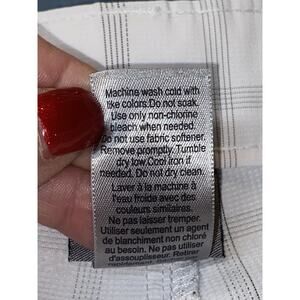 Machine wash cold with
like colors.Do not soak.
Use only non-chlorine
bleach when needed.
Do not use fabric softener.
Remove promptly. Tumble
dry low.Cool iron if
needed. Do not dry clean.
Laver à la machine à
l'eau froide avec des
couleurs similaires.
Ne pas laisser tremper.
Utiliser seulement un agent
de blanchiment non chloré
au besoin. Ne pas utiliser
d'assouplisseur. Retirer
rapidement.